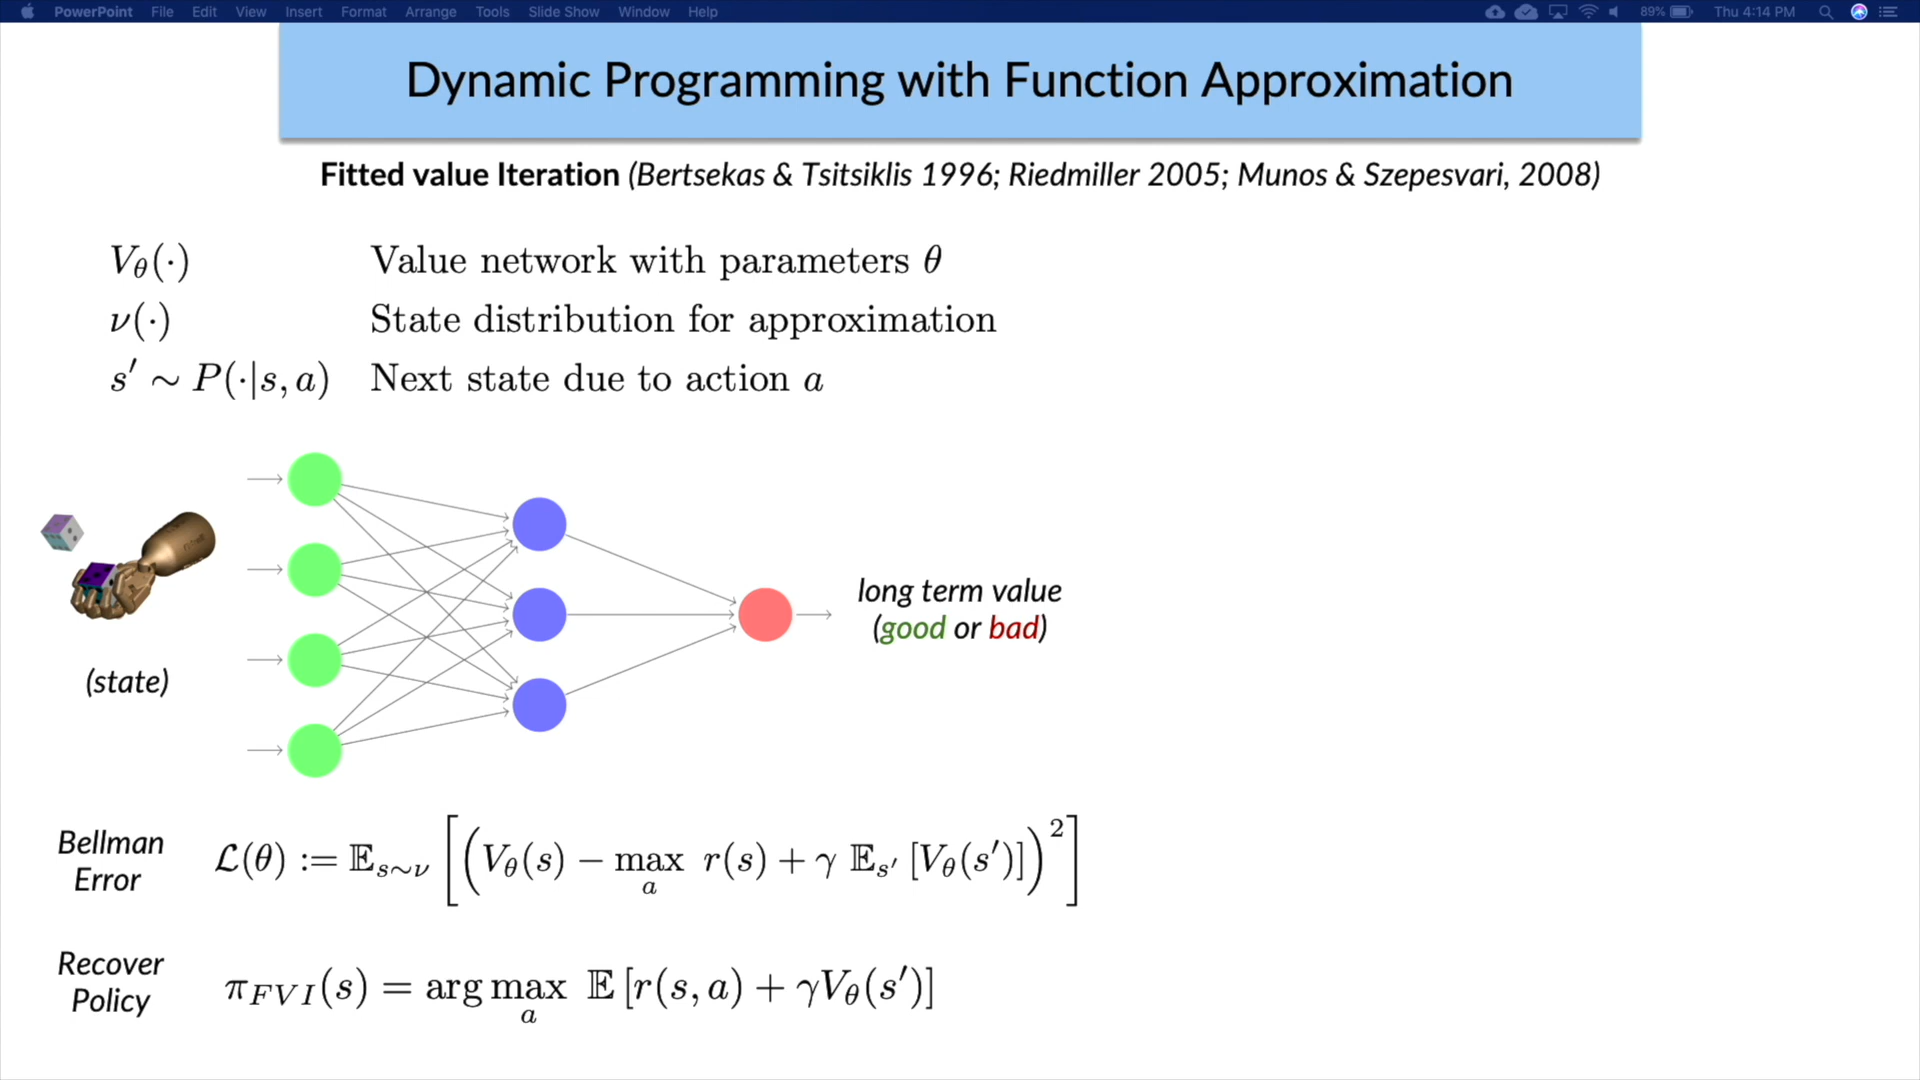 PowerPoint File Edit View Insert Format Arrange Tools Slide Show Window Help 89% Thu 4:14 PM
Dynamic Programming with Function Approximation
Fitted value Iteration (Bertsekas & Tsitsiklis 1996; Riedmiller 2005; Munos & Szepesvari, 2008)
V_θ(·) Value network with parameters θ
ν(·) State distribution for approximation
s′ ∼ P(·|s, a) Next state due to action a
long term value
(good or bad)
(state)
Bellman
Error
ℒ(θ) := 𝔼_{s∼ν} [(V_θ(s) − max_a r(s) + γ 𝔼_{s′} [V_θ(s′)])²]
Recover
Policy
π_{FVI}(s) = arg max_a 𝔼 [r(s, a) + γV_θ(s′)]